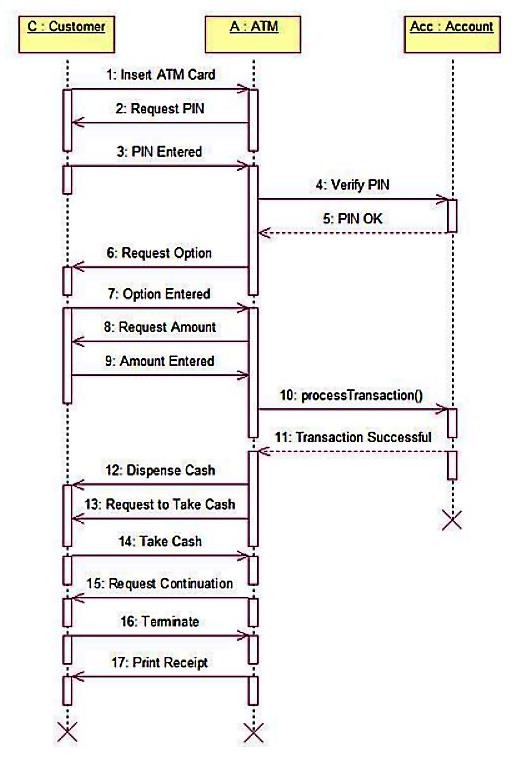 C : Customer
A : ATM
Acc : Account
1: Insert ATM Card
2: Request PIN
3: PIN Entered
4: Verify PIN
5: PIN OK
6: Request Option
7: Option Entered
8: Request Amount
9: Amount Entered
10: processTransaction()
11: Transaction Successful
12: Dispense Cash
13: Request to Take Cash
14: Take Cash
15: Request Continuation
16: Terminate
17: Print Receipt